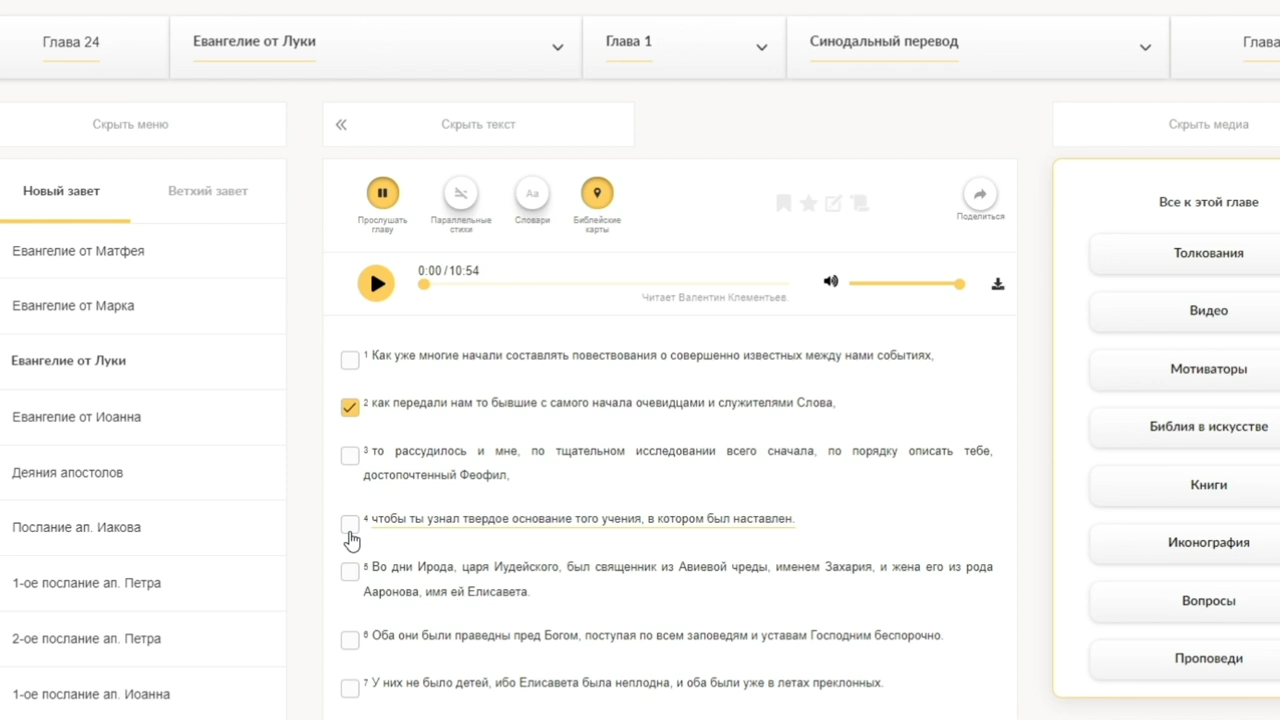 Глава 24
Евангелие от Луки
Глава 1
Синодальный перевод
Глава
Скрыть меню
Скрыть текст
Скрыть медиа
Новый завет
Ветхий завет
Евангелие от Матфея
Евангелие от Марка
Евангелие от Луки
Евангелие от Иоанна
Деяния апостолов
Послание ап. Иакова
1-ое послание ап. Петра
2-ое послание ап. Петра
1-ое послание ап. Иоанна
Прослушать
главу
Параллельные
стихи
Aa
Словари
Библейские
карты
Поделиться
0:00 / 10:54
Читает Валентин Клементьев.
1 Как уже многие начали составлять повествования о совершенно известных между нами событиях,
2 как передали нам то бывшие с самого начала очевидцами и служителями Слова,
3 то рассудилось и мне, по тщательном исследовании всего сначала, по порядку описать тебе,
достопочтенный Феофил,
4 чтобы ты узнал твердое основание того учения, в котором был наставлен.
5 Во дни Ирода, царя Иудейского, был священник из Авиевой чреды, именем Захария, и жена его из рода
Ааронова, имя ей Елисавета.
6 Оба они были праведны пред Богом, поступая по всем заповедям и уставам Господним беспорочно.
7 У них не было детей, ибо Елисавета была неплодна, и оба были уже в летах преклонных.
Все к этой главе
Толкования
Видео
Мотиваторы
Библия в искусстве
Книги
Иконография
Вопросы
Проповеди